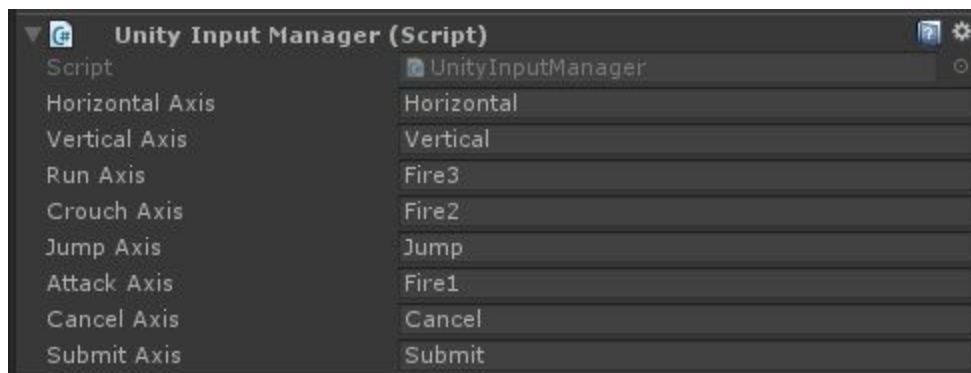 Unity Input Manager (Script)
Script UnityInputManager
Horizontal Axis Horizontal
Vertical Axis Vertical
Run Axis Fire3
Crouch Axis Fire2
Jump Axis Jump
Attack Axis Fire1
Cancel Axis Cancel
Submit Axis Submit